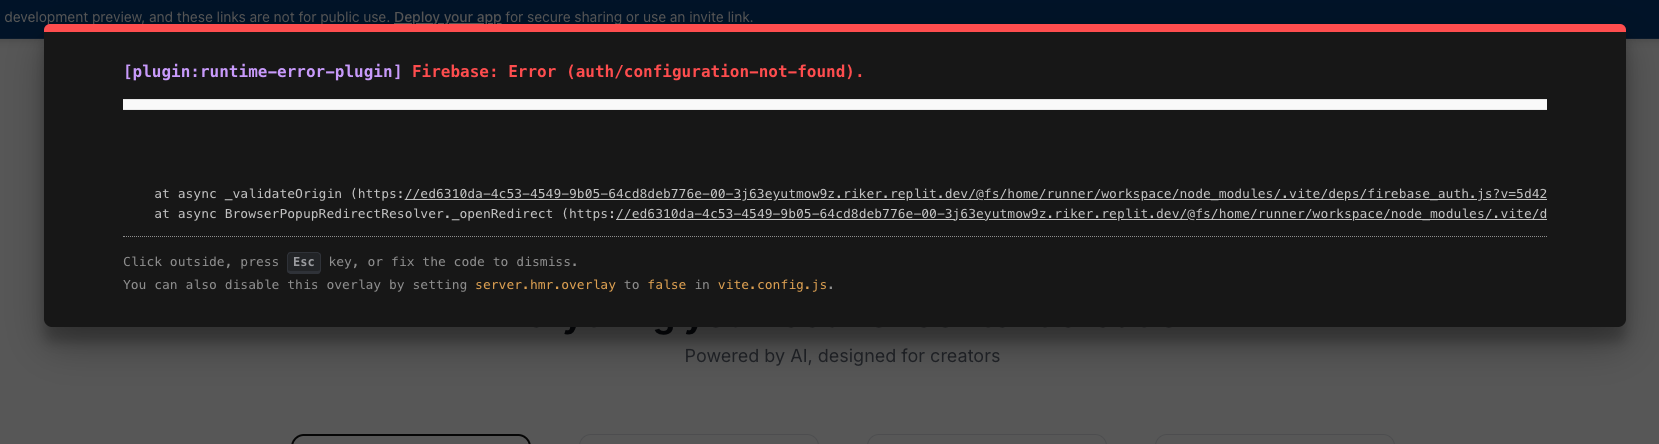 development preview, and these links are not for public use. Deploy your app for secure sharing or use an invite link.
[plugin:runtime-error-plugin] Firebase: Error (auth/configuration-not-found).
at async _validateOrigin (https://ed6310da-4c53-4549-9b05-64cd8deb776e-00-3j63eyutmow9z.riker.replit.dev/@fs/home/runner/workspace/node_modules/.vite/deps/firebase_auth.js?v=5d42
at async BrowserPopupRedirectResolver._openRedirect (https://ed6310da-4c53-4549-9b05-64cd8deb776e-00-3j63eyutmow9z.riker.replit.dev/@fs/home/runner/workspace/node_modules/.vite/d
Click outside, press Esc key, or fix the code to dismiss.
You can also disable this overlay by setting server.hmr.overlay to false in vite.config.js.
Powered by AI, designed for creators